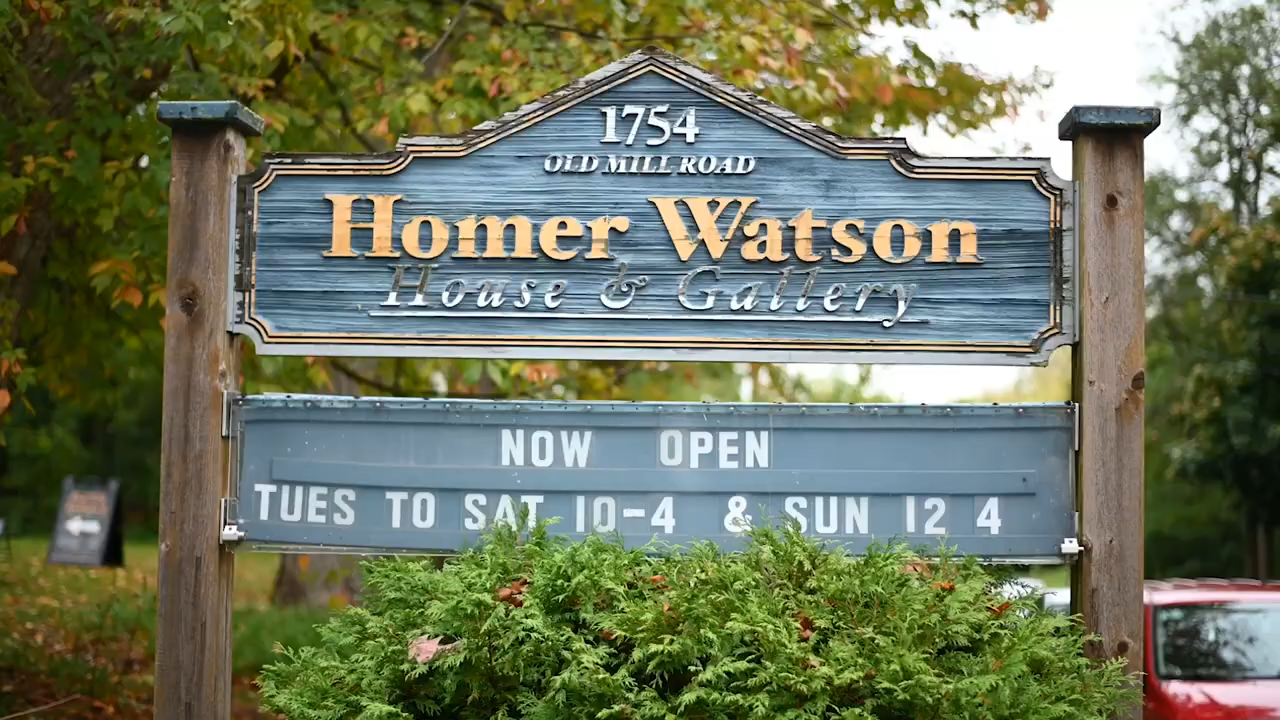 1754
OLD MILL ROAD
Homer Watson
House & Gallery
NOW OPEN
TUES TO SAT 10-4 & SUN 12 4